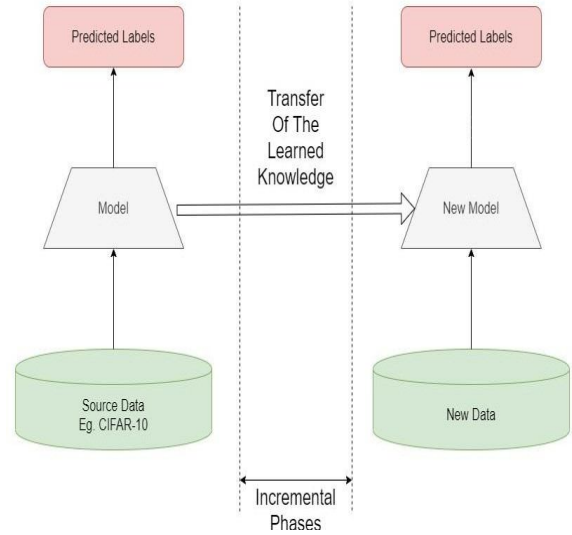 Predicted Labels
Predicted Labels
Transfer
Of The
Learned
Knowledge
Model
New Model
Source Data
Eg. CIFAR-10
New Data
Incremental
Phases